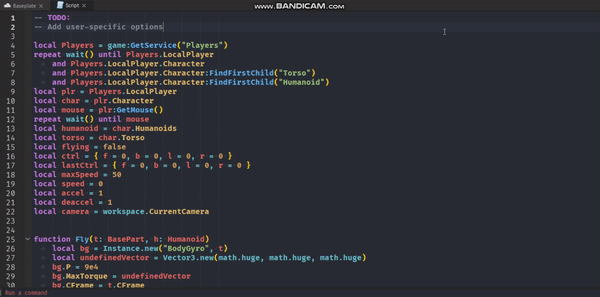 www.BANDICAM.com
Baseplate × Script ×
1 -- TODO:
2 -- Add user-specific options
3
4 local Players = game:GetService("Players")
5 repeat wait() until Players.LocalPlayer
6 and Players.LocalPlayer.Character
7 and Players.LocalPlayer.Character:FindFirstChild("Torso")
8 and Players.LocalPlayer.Character:FindFirstChild("Humanoid")
9 local plr = Players.LocalPlayer
10 local char = plr.Character
11 local mouse = plr:GetMouse()
12 repeat wait() until mouse
13 local humanoid = char.Humanoids
14 local torso = char.Torso
15 local flying = false
16 local ctrl = { f = 0, b = 0, l = 0, r = 0 }
17 local lastCtrl = { f = 0, b = 0, l = 0, r = 0 }
18 local maxSpeed = 50
19 local speed = 0
20 local accel = 1
21 local deaccel = 1
22 local camera = workspace.CurrentCamera
25 function Fly(t: BasePart, h: Humanoid)
26 local bg = Instance.new("BodyGyro", t)
27 local undefinedVector = Vector3.new(math.huge, math.huge, math.huge)
28 bg.P = 9e4
29 bg.MaxTorque = undefinedVector
30 bg.CFrame = t.CFrame
Run a command